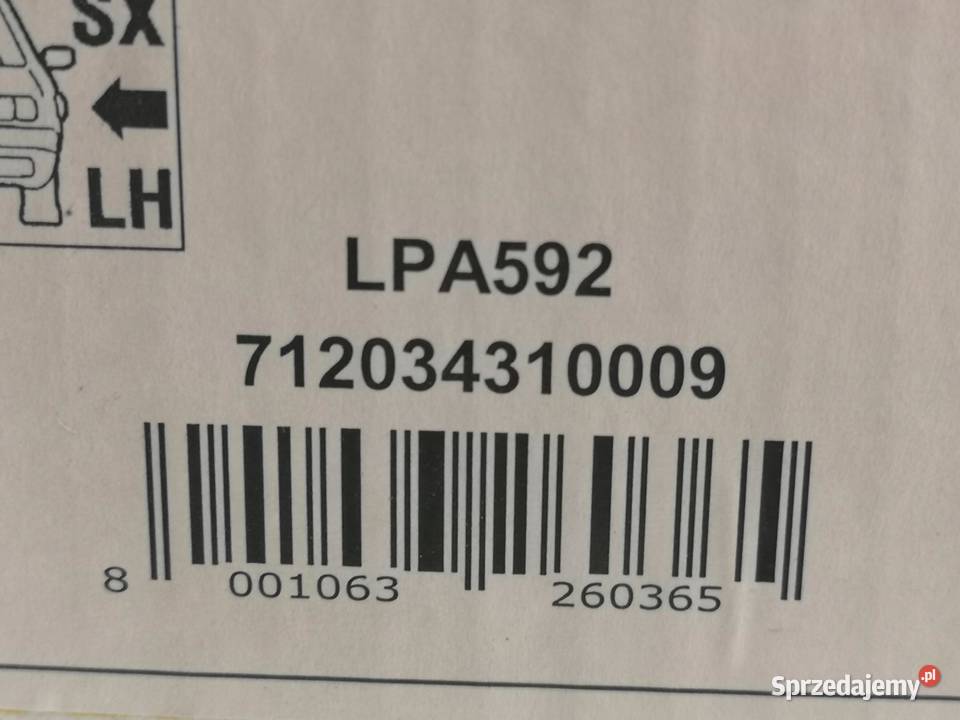 SX
LH
LPA592
712034310009
8 001063 260365
Sprzedajemy.pl